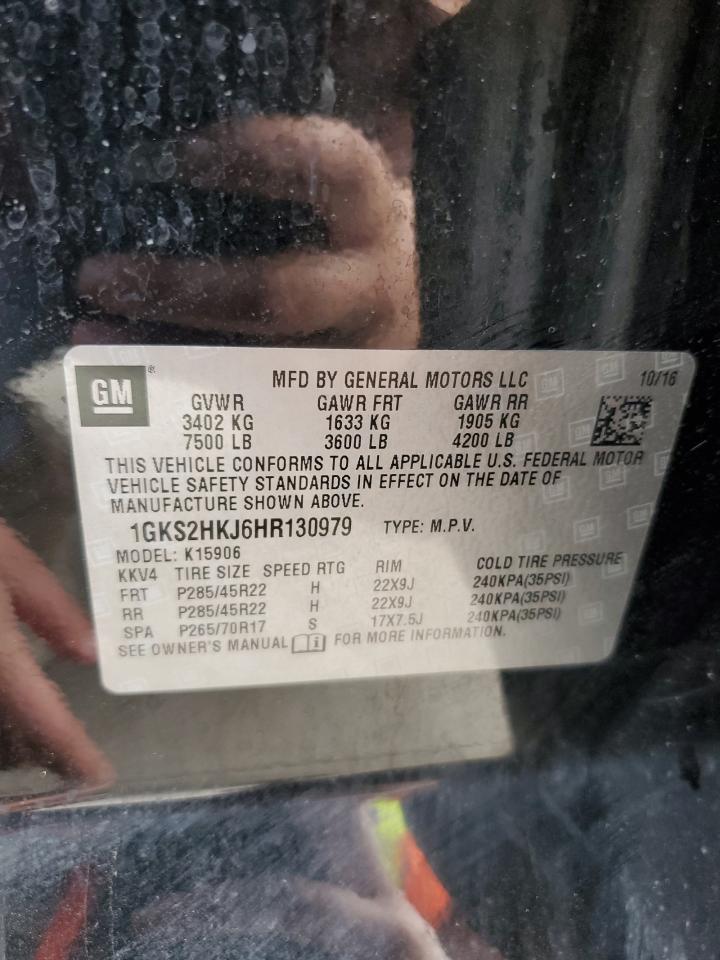 GM ®
MFD BY GENERAL MOTORS LLC 10/16
GVWR GAWR FRT GAWR RR
3402 KG 1633 KG 1905 KG
7500 LB 3600 LB 4200 LB
THIS VEHICLE CONFORMS TO ALL APPLICABLE U.S. FEDERAL MOTOR
VEHICLE SAFETY STANDARDS IN EFFECT ON THE DATE OF
MANUFACTURE SHOWN ABOVE.
1GKS2HKJ6HR130979 TYPE: M.P.V.
MODEL: K15906
KKV4 TIRE SIZE SPEED RTG RIM COLD TIRE PRESSURE
FRT P285/45R22 H 22X9J 240KPA(35PSI)
RR P285/45R22 H 22X9J 240KPA(35PSI)
SPA P265/70R17 S 17X7.5J 240KPA(35PSI)
SEE OWNER'S MANUAL FOR MORE INFORMATION.